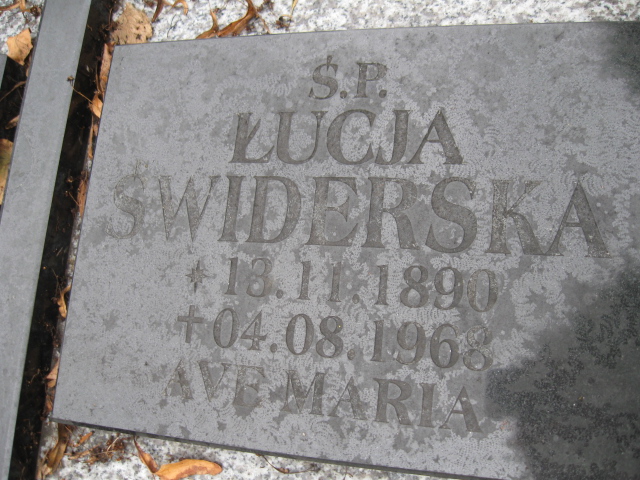 Ś.P.
ŁUCJA
ŚWIDERSKA
* 13.11.1890
+ 04.08.1968
AVE MARIA